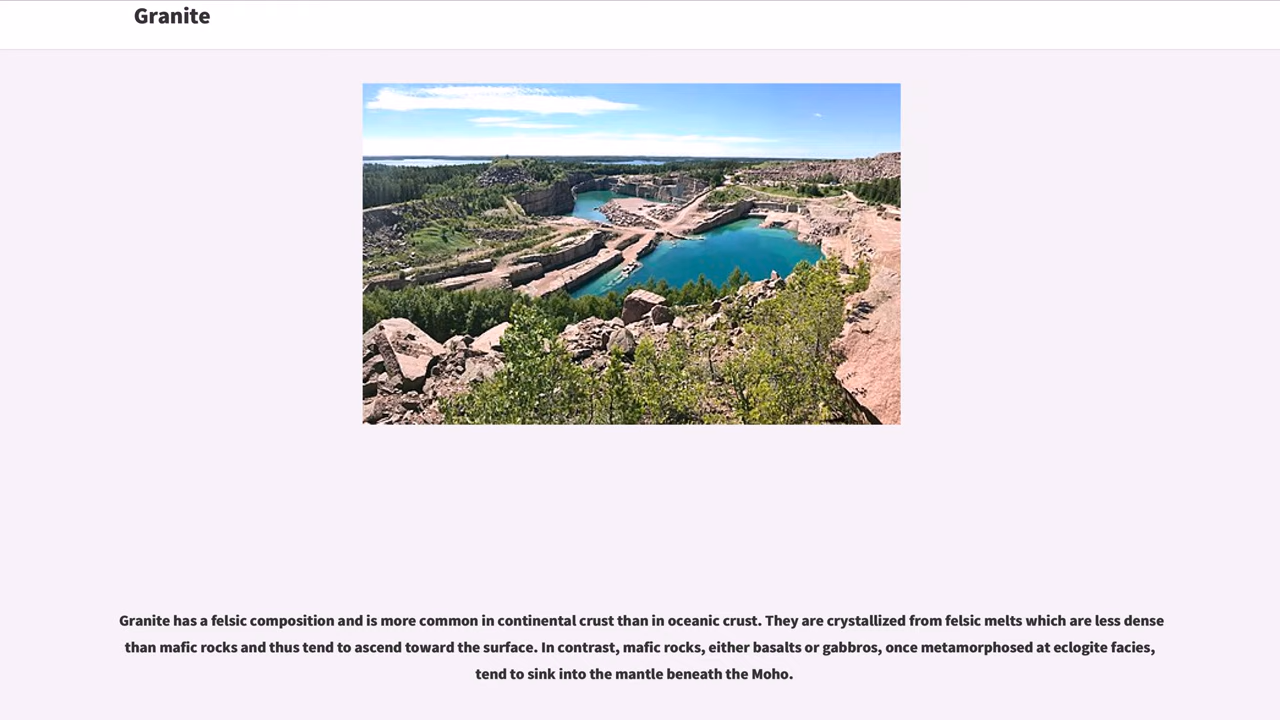 Granite
Granite has a felsic composition and is more common in continental crust than in oceanic crust. They are crystallized from felsic melts which are less dense
than mafic rocks and thus tend to ascend toward the surface. In contrast, mafic rocks, either basalts or gabbros, once metamorphosed at eclogite facies,
tend to sink into the mantle beneath the Moho.